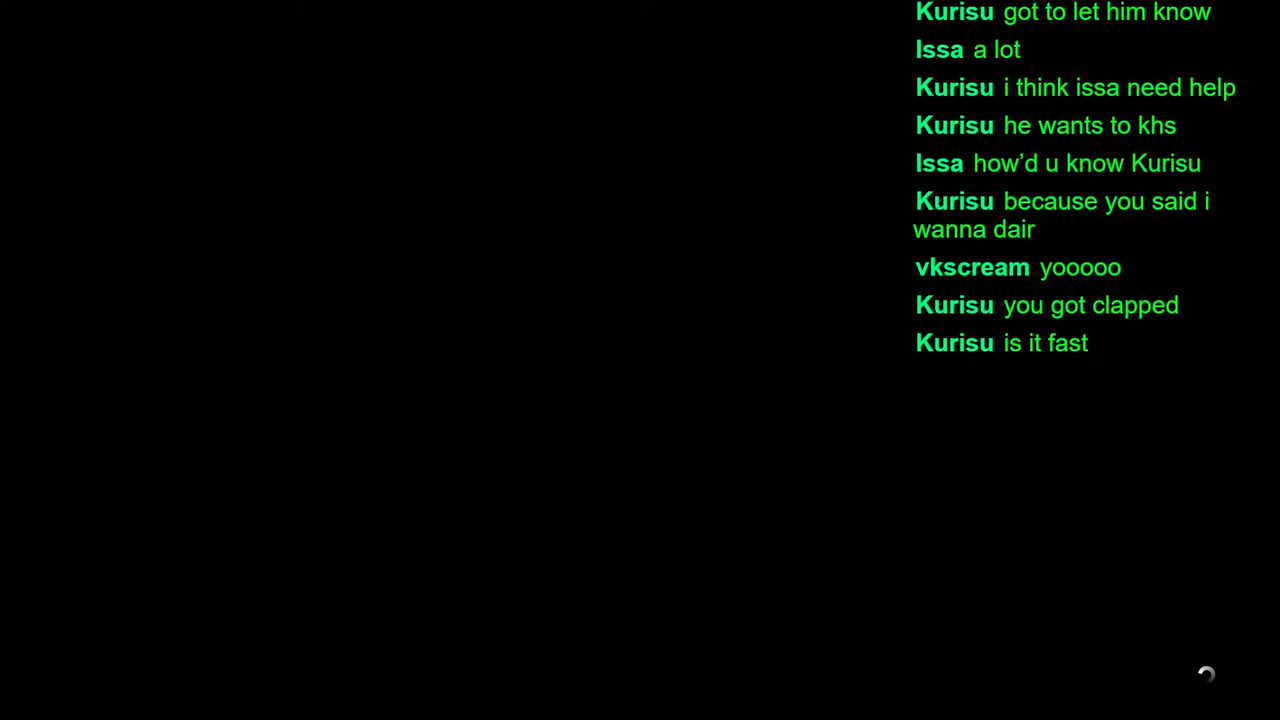 Kurisu got to let him know
Issa a lot
Kurisu i think issa need help
Kurisu he wants to khs
Issa how’d u know Kurisu
Kurisu because you said i
wanna dair
vkscream yooooo
Kurisu you got clapped
Kurisu is it fast